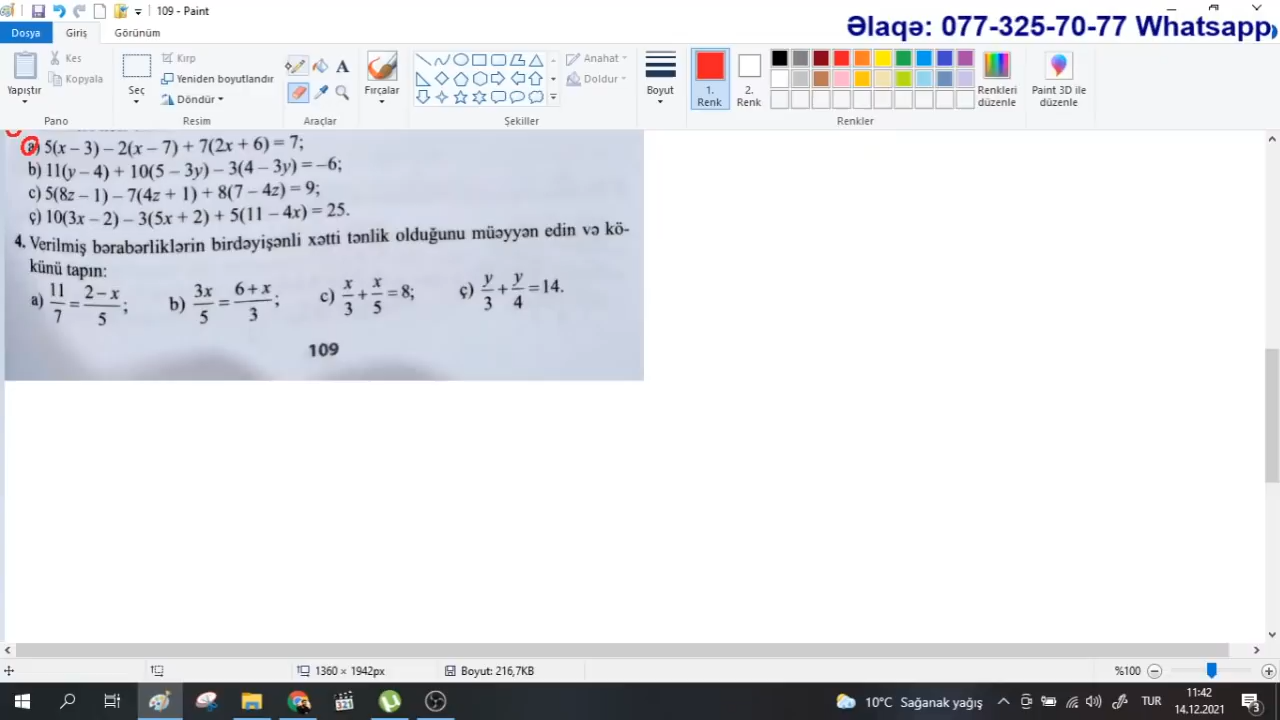 109 - Paint
Əlaqə: 077-325-70-77 Whatsapp
Dosya Giriş Görünüm
Yapıştır
Kes
Kopyala
Pano
Seç
Kırp
Yeniden boyutlandır
Döndür
Resim
A
Araçlar
Fırçalar
Anahat
Doldur
Şekiller
Boyut
1. Renk
2. Renk
Renkleri düzenle
Paint 3D ile düzenle
Renkler
a) 5(x – 3) – 2(x – 7) + 7(2x + 6) = 7;
b) 11(y – 4) + 10(5 – 3y) – 3(4 – 3y) = –6;
c) 5(8z – 1) – 7(4z + 1) + 8(7 – 4z) = 9;
ç) 10(3x – 2) – 3(5x + 2) + 5(11 – 4x) = 25.
4. Verilmiş bərabərliklərin birdəyişənli xətti tənlik olduğunu müəyyən edin və kö-
künü tapın:
a) 11/7 = 2–x/5; b) 3x/5 = 6+x/3; c) x/3 + x/5 = 8; ç) y/3 + y/4 = 14.
109
1360 × 1942px Boyut: 216,7KB %100
10°C Sağanak yağış TUR 11:42
14.12.2021 3